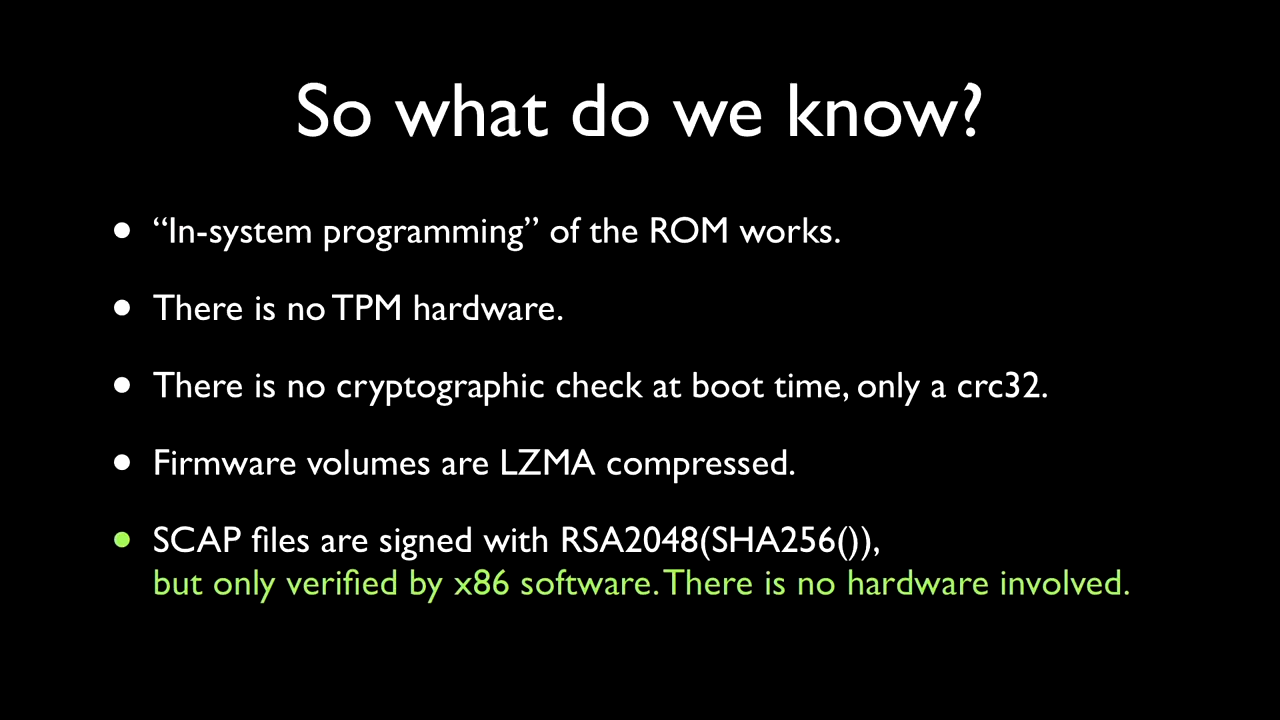 So what do we know?
• “In-system programming” of the ROM works.
• There is no TPM hardware.
• There is no cryptographic check at boot time, only a crc32.
• Firmware volumes are LZMA compressed.
• SCAP files are signed with RSA2048(SHA256()),
but only verified by x86 software. There is no hardware involved.